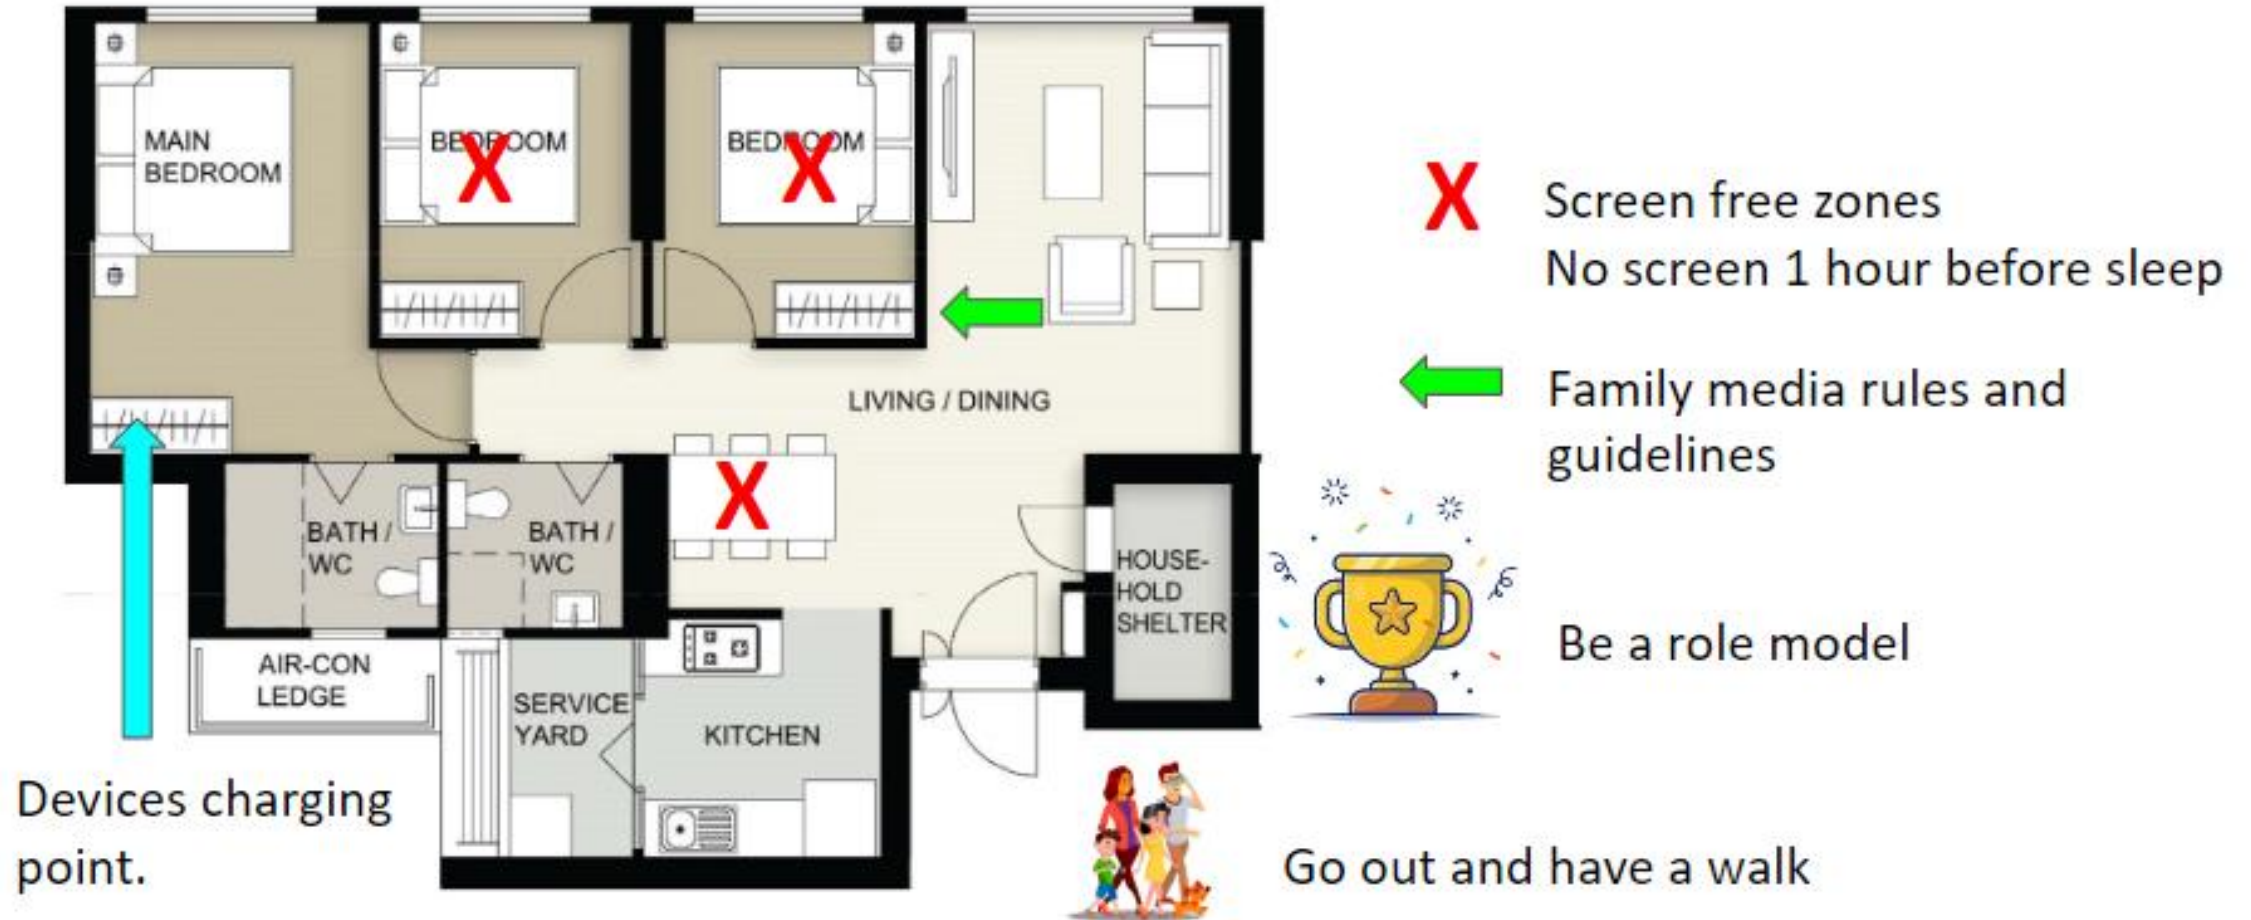 MAIN
BEDROOM
BEDROOM
BEDROOM
X
X
X
LIVING / DINING
BATH /
WC
BATH /
WC
HOUSE-
HOLD
SHELTER
AIR-CON
LEDGE
SERVICE
YARD
KITCHEN
Devices charging
point.
X
Screen free zones
No screen 1 hour before sleep
Family media rules and
guidelines
Be a role model
Go out and have a walk